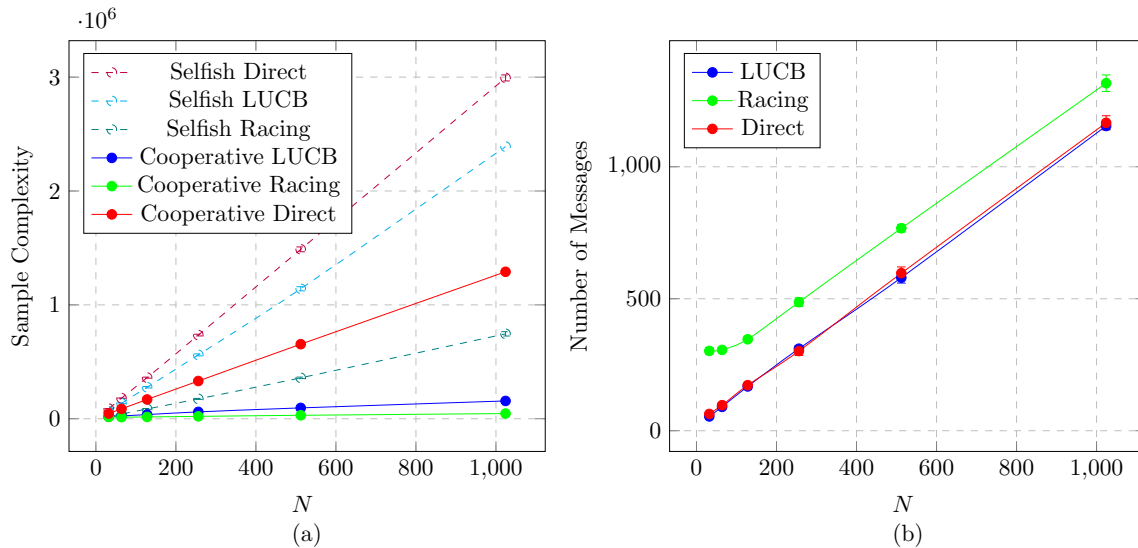 ·10⁶
3
2
1
0
Sample Complexity
Selfish Direct
Selfish LUCB
Selfish Racing
Cooperative LUCB
Cooperative Racing
Cooperative Direct
0 200 400 600 800 1,000
N
(a)
1,000
500
0
Number of Messages
LUCB
Racing
Direct
0 200 400 600 800 1,000
N
(b)